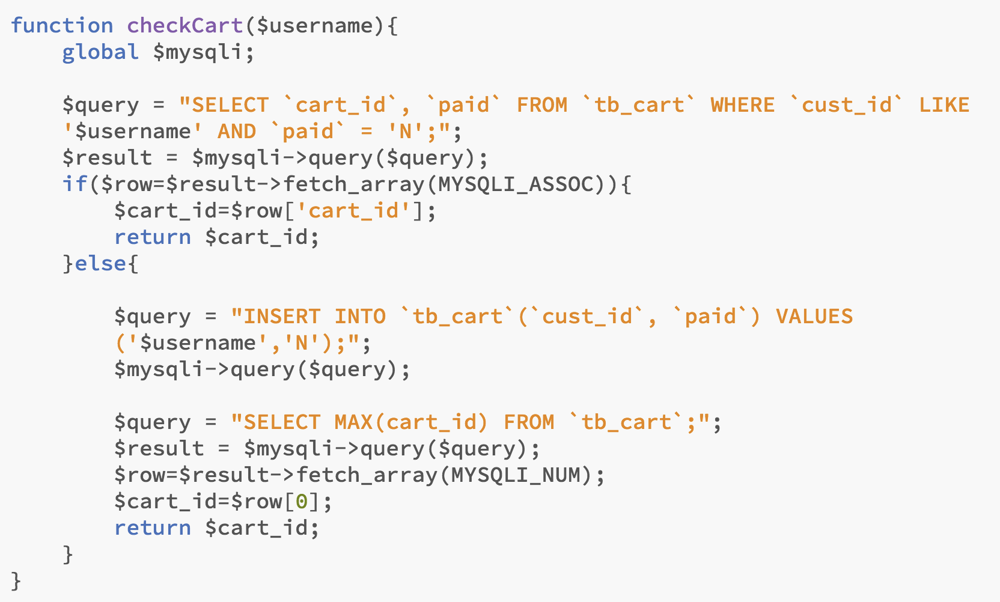 function checkCart($username){
    global $mysqli;

    $query = "SELECT `cart_id`, `paid` FROM `tb_cart` WHERE `cust_id` LIKE
    '$username' AND `paid` = 'N';";
    $result = $mysqli->query($query);
    if($row=$result->fetch_array(MYSQLI_ASSOC)){
        $cart_id=$row['cart_id'];
        return $cart_id;
    }else{

        $query = "INSERT INTO `tb_cart`(`cust_id`, `paid`) VALUES
        ('$username','N');";
        $mysqli->query($query);

        $query = "SELECT MAX(cart_id) FROM `tb_cart`;";
        $result = $mysqli->query($query);
        $row=$result->fetch_array(MYSQLI_NUM);
        $cart_id=$row[0];
        return $cart_id;
    }
}